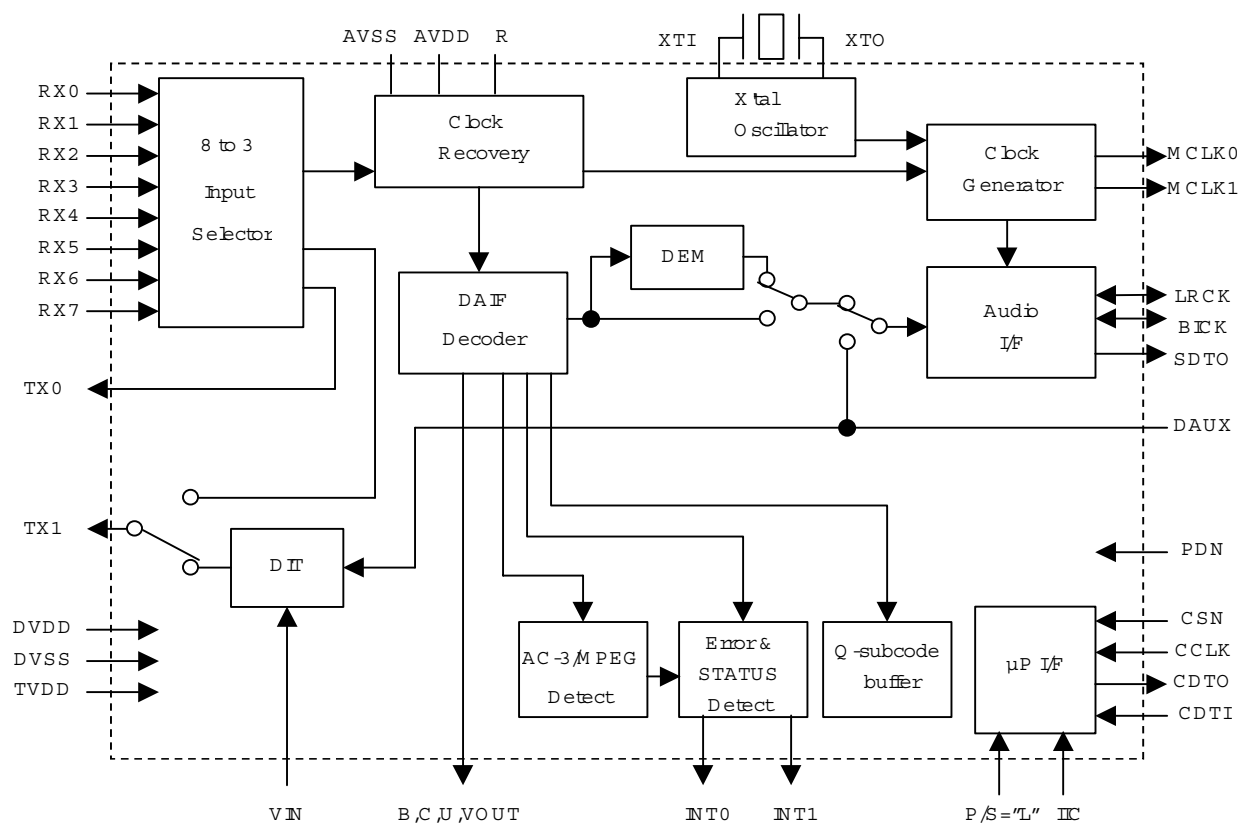 AVSS AVDD R
XTI XTO
RX0
RX1
RX2
RX3
RX4
RX5
RX6
RX7
8 to 3
Input
Selector
Clock
Recovery
X'tal
Oscillator
Clock
Generator
MCLK0
MCLK1
DEM
DAIF
Decoder
Audio
I/F
LRCK
BICK
SDTO
TX0
DAUX
TX1
DIT
PDN
DVDD
DVSS
TVDD
AC-3/MPEG
Detect
Error &
STATUS
Detect
Q-subcode
buffer
µP I/F
CSN
CCLK
CDTO
CDTI
VIN
B,C,U,VOUT
INT0
INT1
P/S="L"
IIC